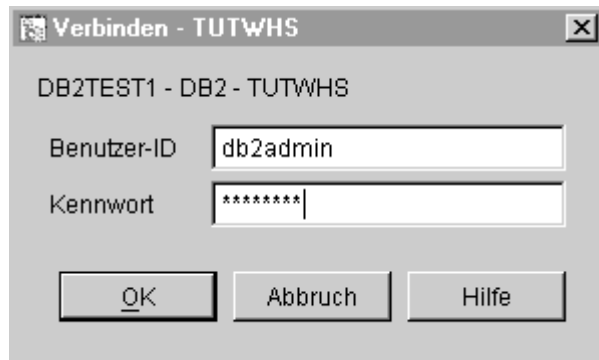 Verbinden - TUTWHS
DB2TEST1 - DB2 - TUTWHS
Benutzer-ID db2admin
Kennwort ********
OK Abbruch Hilfe